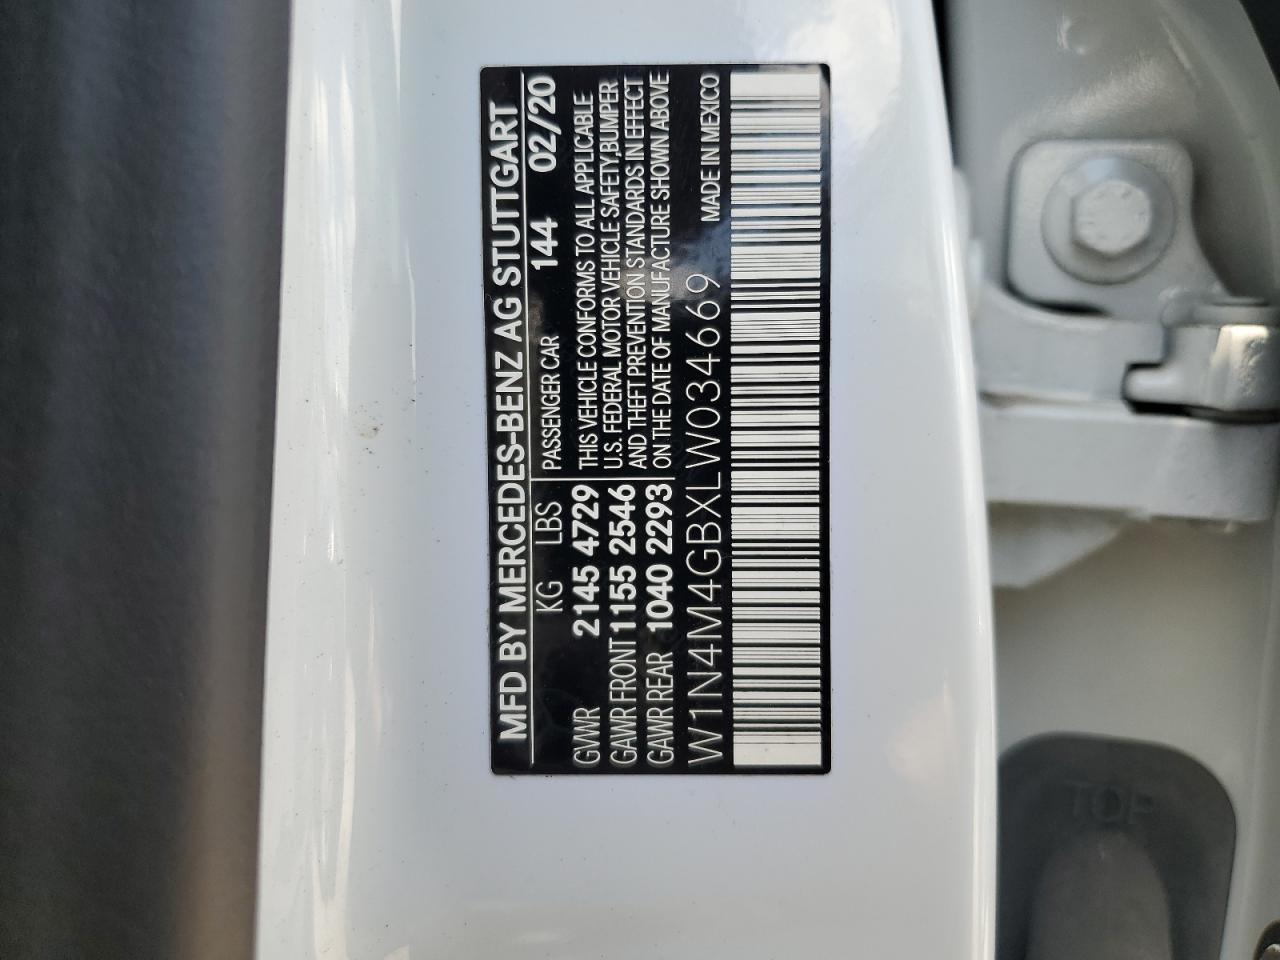 MFD BY MERCEDES-BENZ AG STUTTGART
KG LBS PASSENGER CAR 144 02/20
GVWR 2145 4729 THIS VEHICLE CONFORMS TO ALL APPLICABLE
U.S. FEDERAL MOTOR VEHICLE SAFETY,BUMPER
GAWR FRONT 1155 2546 AND THEFT PREVENTION STANDARDS IN EFFECT
GAWR REAR 1040 2293 ON THE DATE OF MANUFACTURE SHOWN ABOVE
W1N4M4GBXLW034669 MADE IN MEXICO
TOP